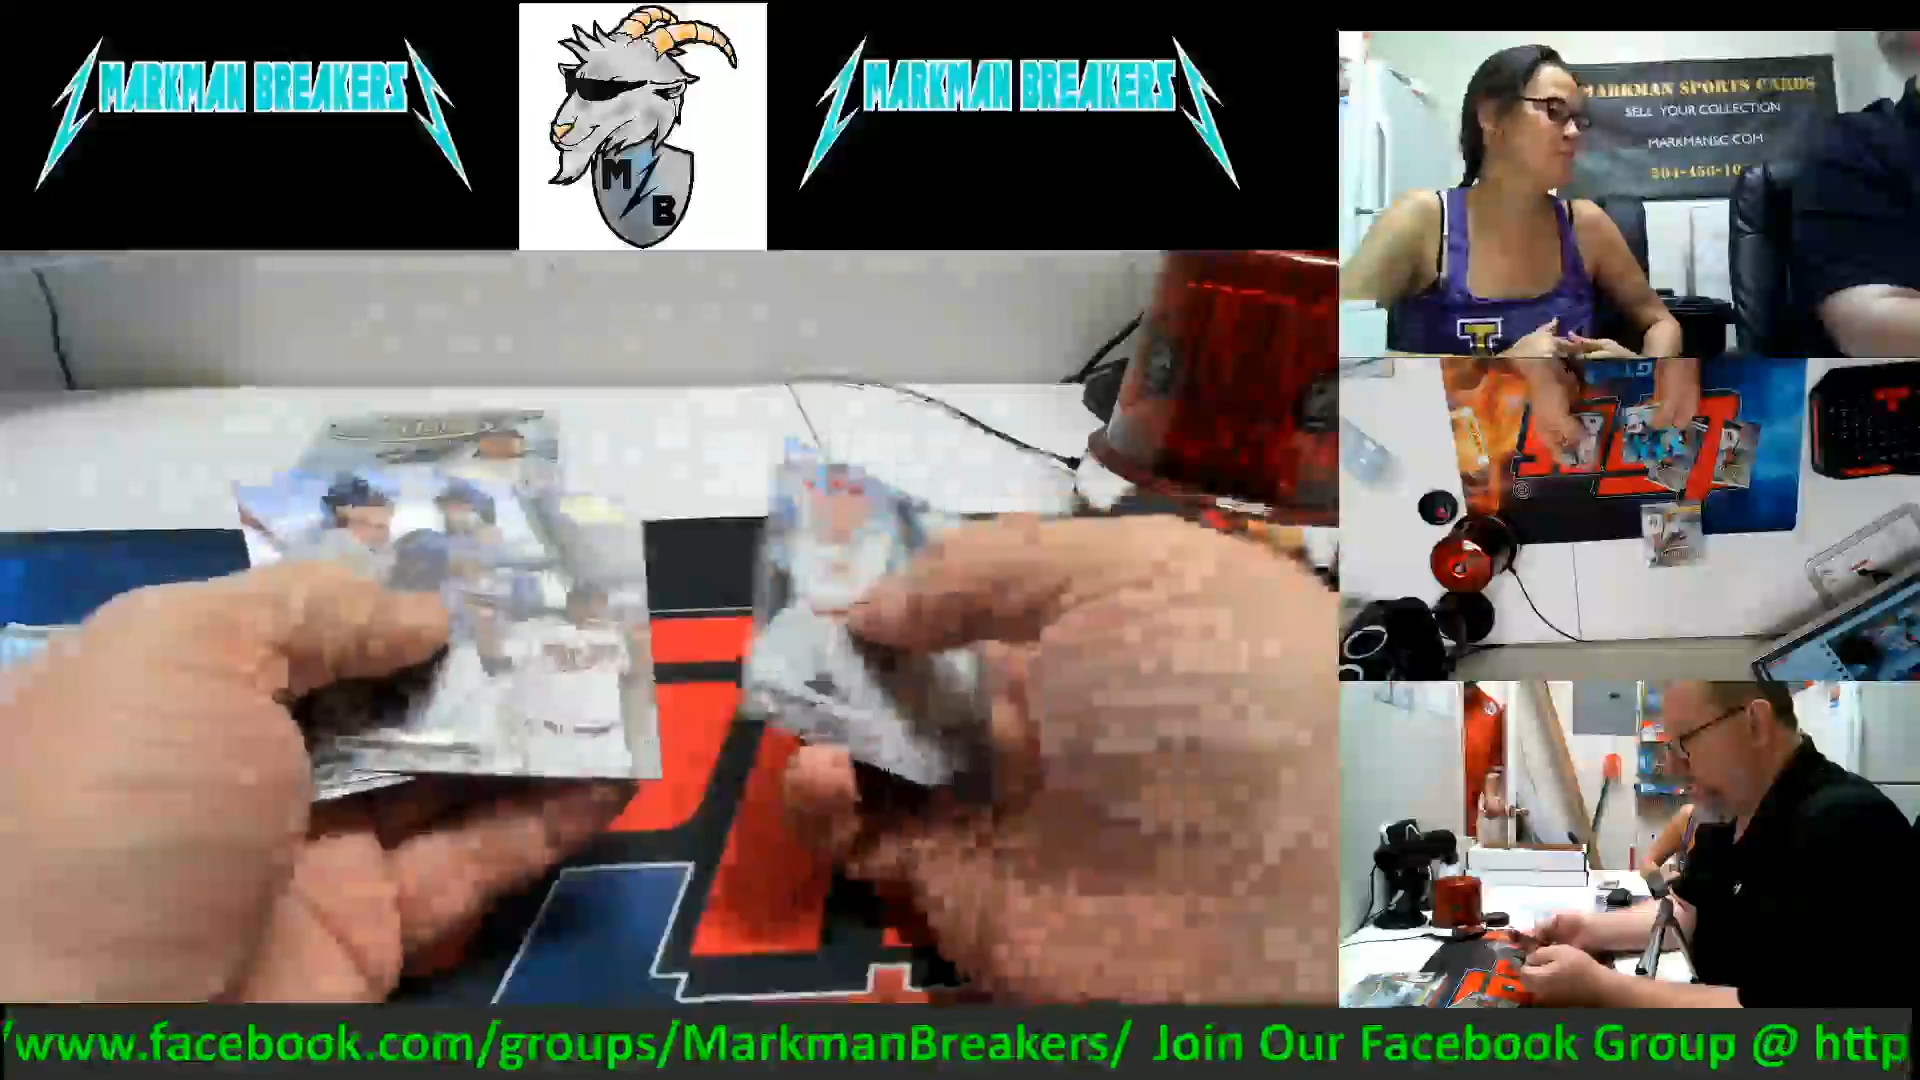 MARKMAN BREAKERS
M
B
MARKMAN BREAKERS
MARKMAN SPORTS CARDS
SELL YOUR COLLECTION
MARKMANSC.COM
T
/www.facebook.com/groups/MarkmanBreakers/ Join Our Facebook Group @ http